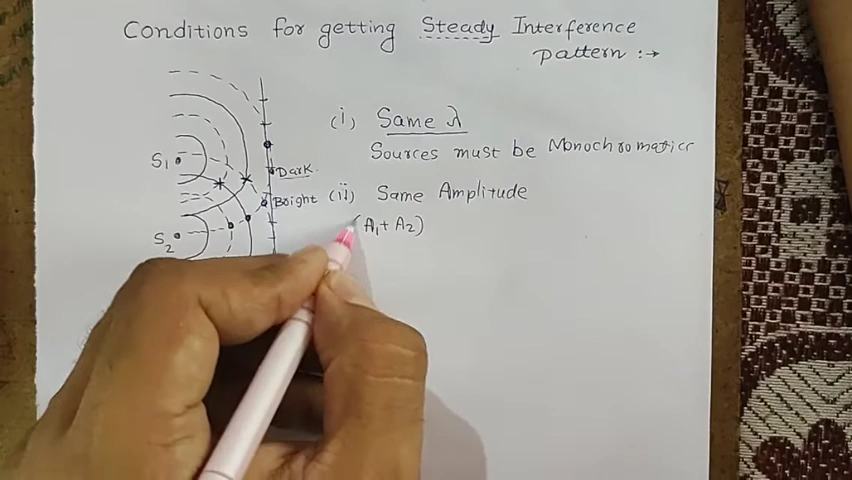 Conditions for getting Steady Interference
pattern :→
(i) Same λ
Sources must be Monochromatics
S1
Dark.
Bright
(ii) Same Amplitude
(A1+ A2)
S2